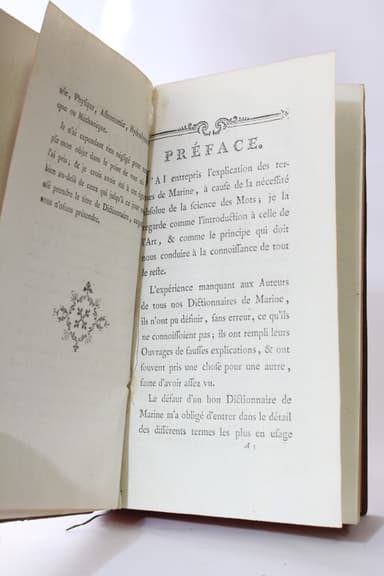 rie, Physique, Astronomie, Hydrolo
que ou Méchanique.
Je n'ai cependant rien négligé pour
mon objet dans le point de vue
j'ai pris; & je crois avoir été
bien au-delà de ceux qui jusqu'à ce jour
prendre le titre de Dictionnaire,
n'osons prétendre.
PRÉFACE.
J'AI entrepris l'explication des ter-
mes de Marine, à cause de la nécessité
absolue de la science des Mots; je la
regarde comme l'introduction à celle de
l'Art, & comme le principe qui doit
nous conduire à la connoissance de tout
le reste.
L'expérience manquant aux Auteurs
de tous nos Dictionnaires de Marine,
ils n'ont pu définir, sans erreur, ce qu'ils
ne connoissoient pas; ils ont rempli leurs
Ouvrages de fausses explications, & ont
souvent pris une chose pour une autre,
faute d'avoir assez vu.
Le défaut d'un bon Dictionnaire de
Marine m'a obligé d'entrer dans le détail
des différents termes les plus en usage
A 3